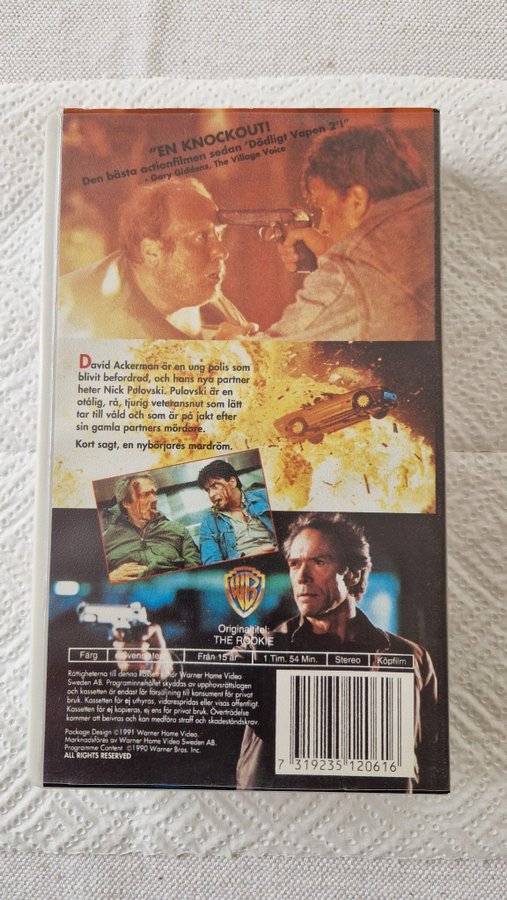 "EN KNOCKOUT!
Den bästa actionfilmen sedan 'Dödligt Vapen 2'!"
- Gary Giddens, The Village Voice
David Ackerman är en ung polis som
blivit befordrad, och hans nya partner
heter Nick Pulovski. Pulovski är en
otålig, rå, tjurig veteransnut som lätt
tar till våld och som är på jakt efter
sin gamla partners mördare.
Kort sagt, en nybörjares mardröm.
WB
Originaltitel:
THE ROOKIE
Färg
Från 15 år
1 Tim. 54 Min.
Stereo
Köpfilm
Rättigheterna till denna kassett Warner Home Video
Sweden AB. Programinnehållet skyddas av upphovsrättslagen
och kassetten är endast för försäljning till konsument för privat
bruk. Kassetten får ej uthyras, vidarespridas eller visas offentligt.
Kassetten får ej kopieras, ej ens för privat bruk. Överträdelse
kommer att beivras och kan medföra straff och skadeståndskrav.
Package Design ©1991 Warner Home Video.
Marknadsföres av Warner Home Video Sweden AB.
Programme Content ©1990 Warner Bros. Inc.
ALL RIGHTS RESERVED
7 319235 120616